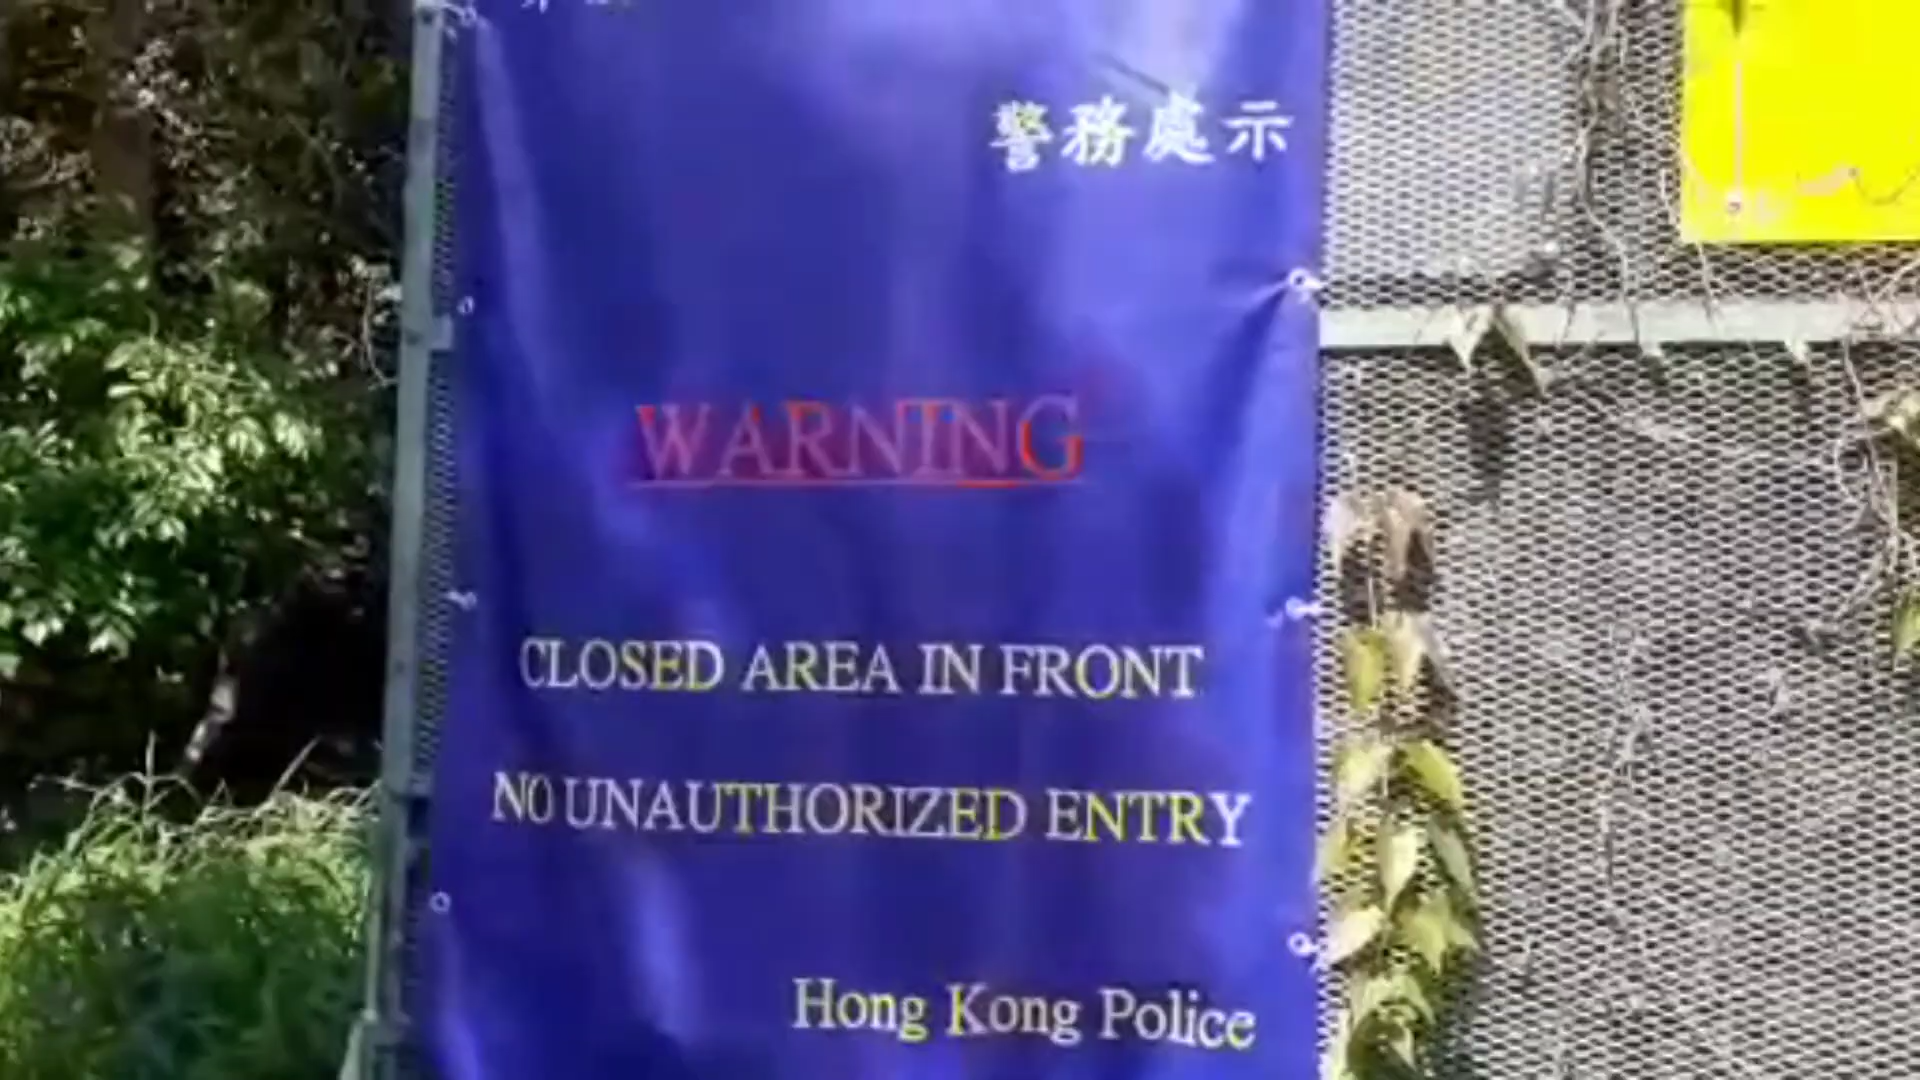 警務處示
WARNING
CLOSED AREA IN FRONT
NO UNAUTHORIZED ENTRY
Hong Kong Police